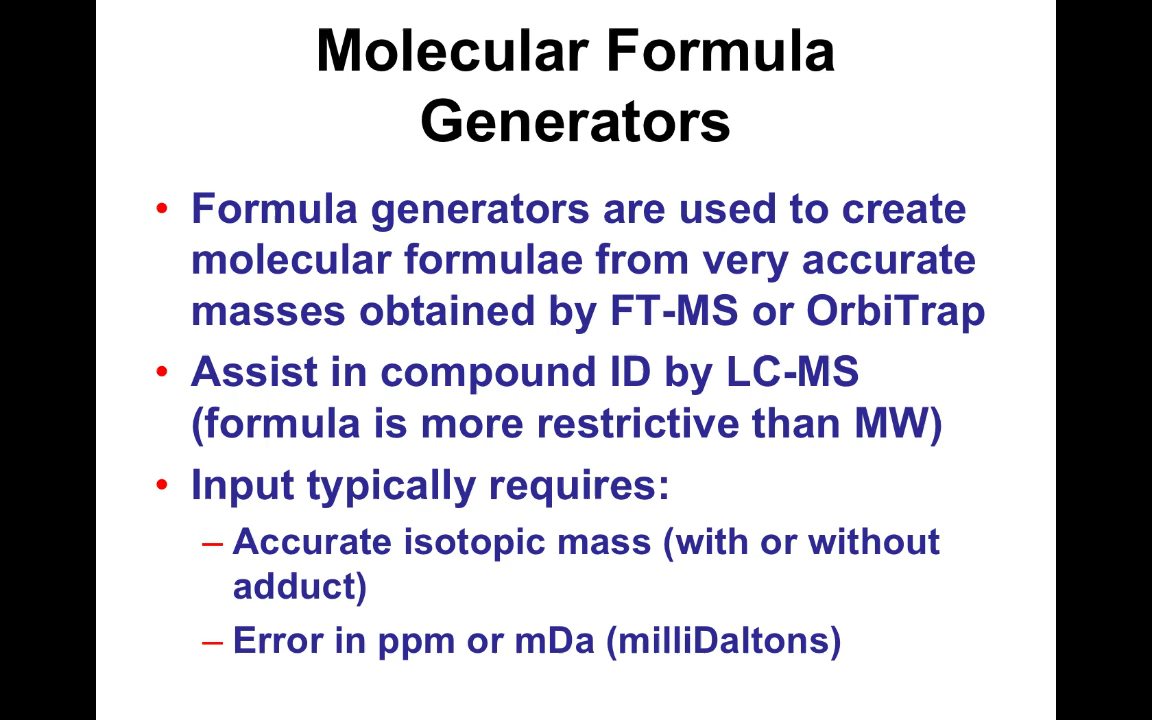 Molecular Formula
Generators
• Formula generators are used to create
molecular formulae from very accurate
masses obtained by FT-MS or OrbiTrap
• Assist in compound ID by LC-MS
(formula is more restrictive than MW)
• Input typically requires:
– Accurate isotopic mass (with or without
adduct)
– Error in ppm or mDa (milliDaltons)